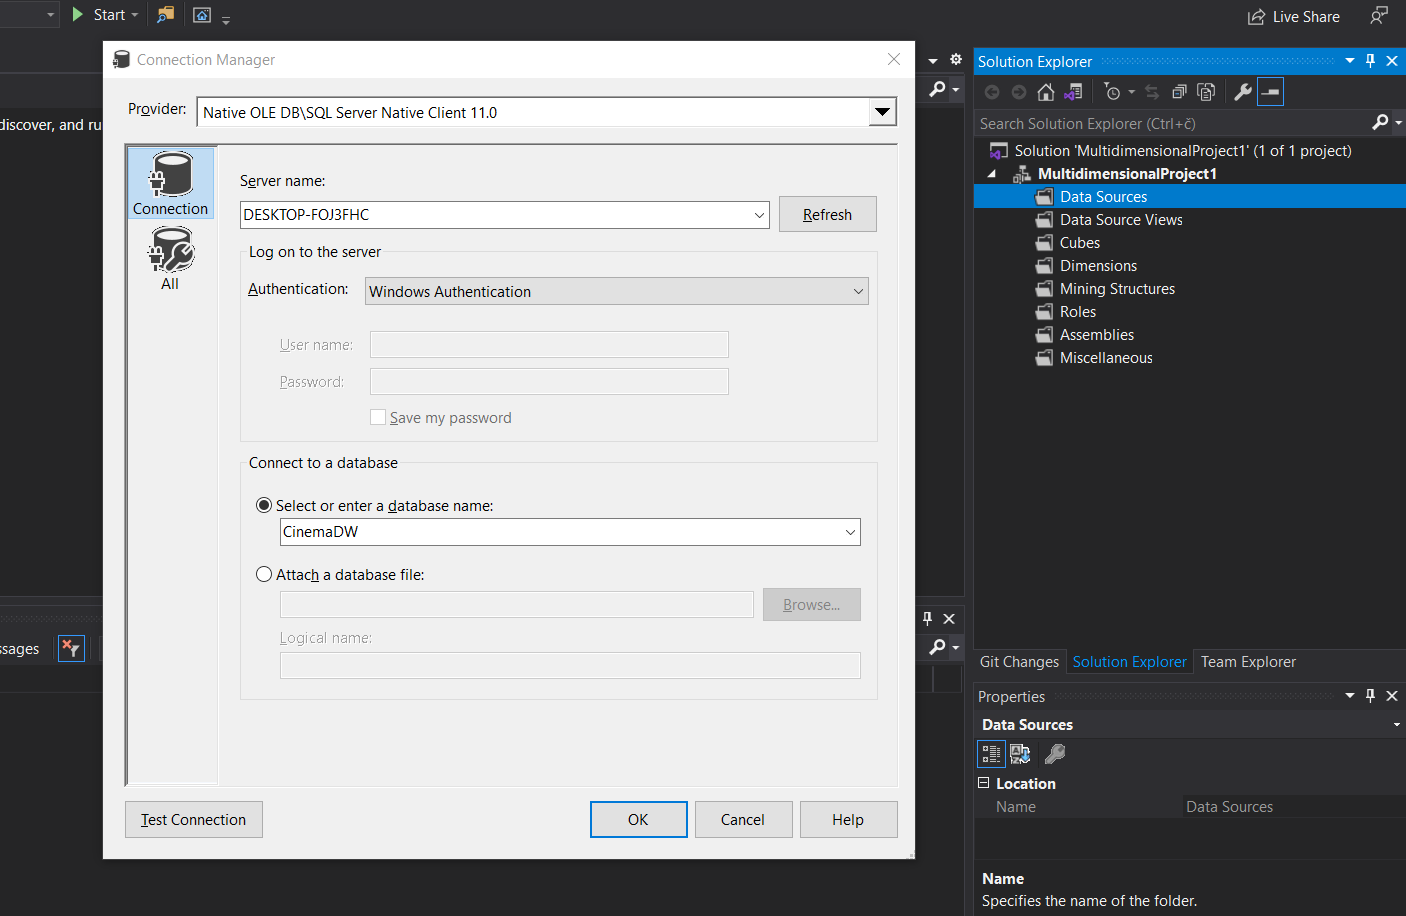 Start
Live Share
discover, and ru
ssages
Connection Manager
Provider:
Native OLE DB\SQL Server Native Client 11.0
Connection
All
Server name:
DESKTOP-FOJ3FHC
Refresh
Log on to the server
Authentication:
Windows Authentication
User name:
Password:
Save my password
Connect to a database
Select or enter a database name:
CinemaDW
Attach a database file:
Browse...
Logical name:
Test Connection
OK
Cancel
Help
Solution Explorer
Search Solution Explorer (Ctrl+č)
Solution 'MultidimensionalProject1' (1 of 1 project)
MultidimensionalProject1
Data Sources
Data Source Views
Cubes
Dimensions
Mining Structures
Roles
Assemblies
Miscellaneous
Git Changes
Solution Explorer
Team Explorer
Properties
Data Sources
Location
Name
Data Sources
Name
Specifies the name of the folder.